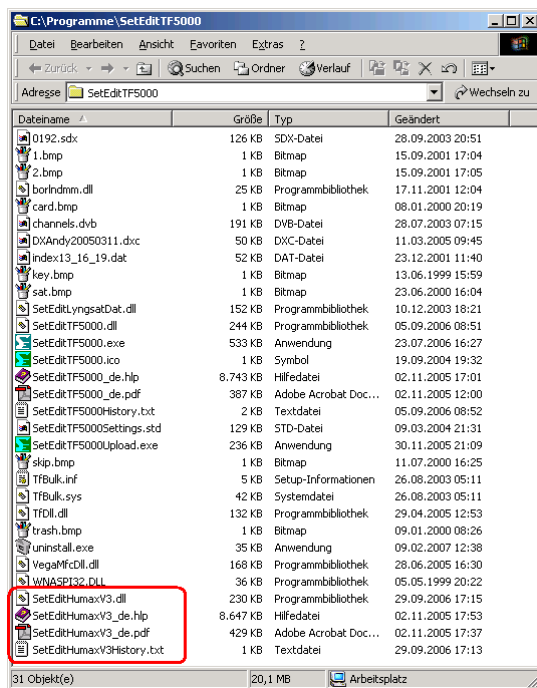 C:\Programme\SetEditTF5000
Datei Bearbeiten Ansicht Favoriten Extras ?
Zurück Suchen Ordner Verlauf
Adresse SetEditTF5000 Wechseln zu
Dateiname Größe Typ Geändert
0192.sdx 126 KB SDX-Datei 28.09.2003 20:51
1.bmp 1 KB Bitmap 15.09.2001 17:04
2.bmp 1 KB Bitmap 15.09.2001 17:05
borlndmm.dll 25 KB Programmbibliothek 17.11.2001 12:04
card.bmp 1 KB Bitmap 08.01.2000 20:19
channels.dvb 191 KB DVB-Datei 28.07.2003 07:15
DXAndy20050311.dxc 50 KB DXC-Datei 11.03.2005 09:45
index13_16_19.dat 52 KB DAT-Datei 23.12.2001 11:40
key.bmp 1 KB Bitmap 13.06.1999 15:59
sat.bmp 1 KB Bitmap 23.06.2000 16:04
SetEditLyngsatDat.dll 152 KB Programmbibliothek 10.12.2003 18:21
SetEditTF5000.dll 244 KB Programmbibliothek 05.09.2006 08:51
SetEditTF5000.exe 533 KB Anwendung 23.07.2006 16:27
SetEditTF5000.ico 1 KB Symbol 19.09.2004 19:32
SetEditTF5000_de.hlp 8.743 KB Hilfedatei 02.11.2005 17:01
SetEditTF5000_de.pdf 387 KB Adobe Acrobat Doc... 02.11.2005 12:00
SetEditTF5000History.txt 2 KB Textdatei 05.09.2006 08:52
SetEditTF5000Settings.std 129 KB STD-Datei 09.03.2004 21:31
SetEditTF5000Upload.exe 236 KB Anwendung 30.11.2005 21:09
skip.bmp 1 KB Bitmap 11.07.2000 16:25
TfBulk.inf 5 KB Setup-Informationen 26.08.2003 05:11
TfBulk.sys 42 KB Systemdatei 26.08.2003 05:11
TfDll.dll 132 KB Programmbibliothek 29.04.2005 12:53
trash.bmp 1 KB Bitmap 09.01.2000 08:26
uninstall.exe 35 KB Anwendung 09.02.2007 12:38
VegaMfcDll.dll 168 KB Programmbibliothek 28.06.2005 16:30
WNASPI32.DLL 36 KB Programmbibliothek 05.05.1999 20:22
SetEditHumaxV3.dll 230 KB Programmbibliothek 29.09.2006 17:15
SetEditHumaxV3_de.hlp 8.647 KB Hilfedatei 02.11.2005 17:53
SetEditHumaxV3_de.pdf 429 KB Adobe Acrobat Doc... 02.11.2005 17:37
SetEditHumaxV3History.txt 1 KB Textdatei 29.09.2006 17:13
31 Objekt(e) 20,1 MB Arbeitsplatz